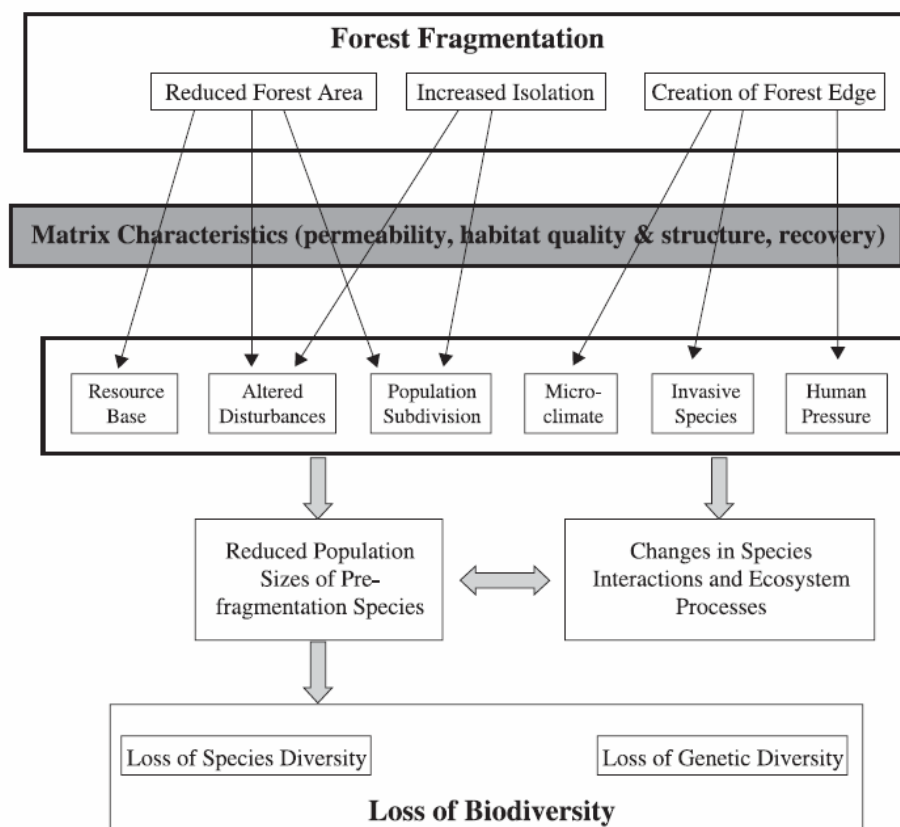 Forest Fragmentation
Reduced Forest Area
Increased Isolation
Creation of Forest Edge
Matrix Characteristics (permeability, habitat quality & structure, recovery)
Resource
Base
Altered
Disturbances
Population
Subdivision
Micro-
climate
Invasive
Species
Human
Pressure
Reduced Population
Sizes of Pre-
fragmentation Species
Changes in Species
Interactions and Ecosystem
Processes
Loss of Species Diversity
Loss of Genetic Diversity
Loss of Biodiversity